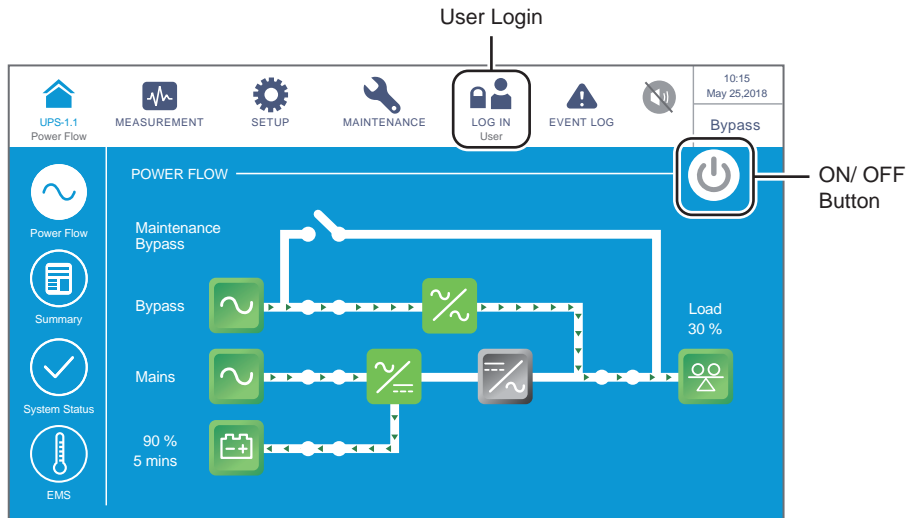 User Login
UPS-1.1
Power Flow
MEASUREMENT
SETUP
MAINTENANCE
LOG IN
User
EVENT LOG
10:15
May 25,2018
Bypass
ON/ OFF
Button
POWER FLOW
Power Flow
Summary
System Status
EMS
Maintenance
Bypass
Bypass
Mains
90 %
5 mins
Load
30 %